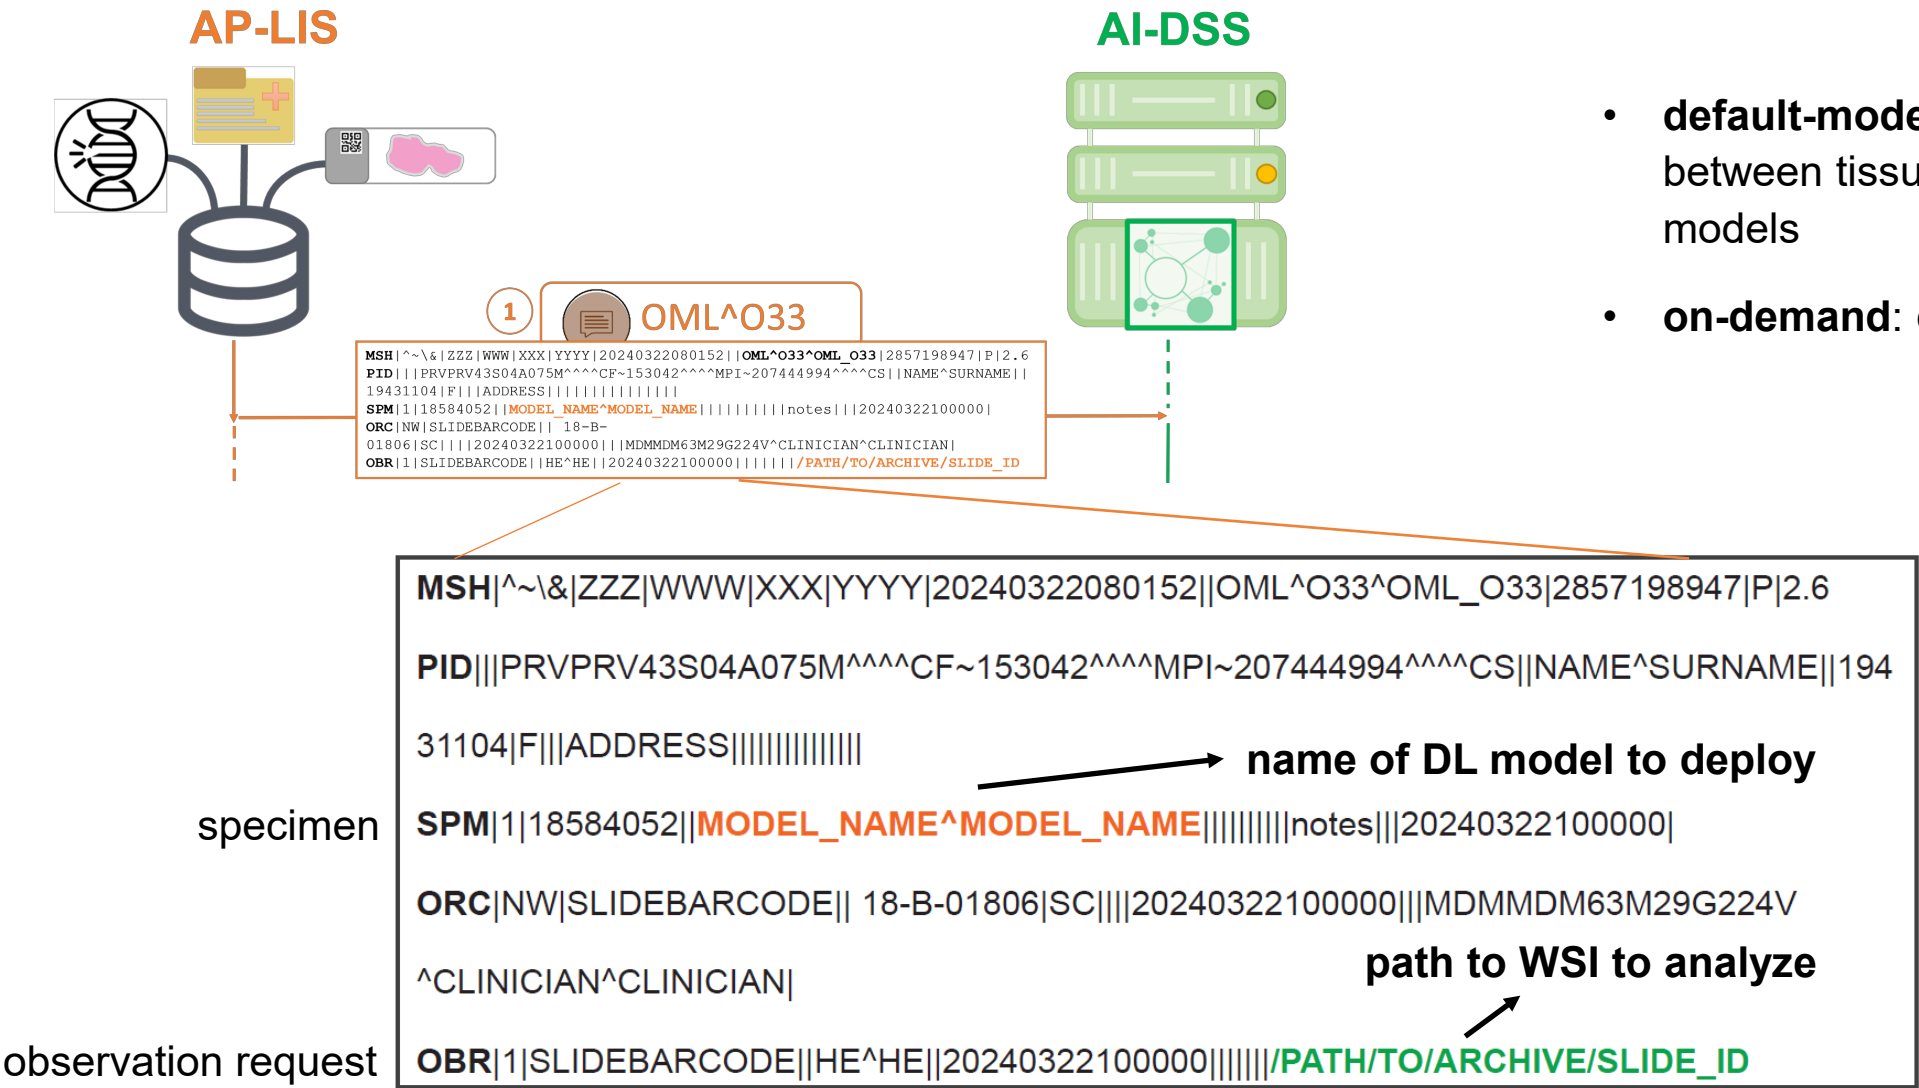 AP-LIS
AI-DSS
• default-mode
between tissu
models
• on-demand:
1
OML^O33
MSH|^~\&|ZZZ|WWW|XXX|YYYY|20240322080152||OML^O33^OML_O33|2857198947|P|2.6
PID|||PRVPRV43S04A075M^^^^CF~153042^^^^MPI~207444994^^^^CS||NAME^SURNAME||
19431104|F|||ADDRESS|||||||||||||||
SPM|1|18584052||MODEL_NAME^MODEL_NAME||||||||||notes|||20240322100000|
ORC|NW|SLIDEBARCODE|| 18-B-
01806|SC||||20240322100000|||MDMMDM63M29G224V^CLINICIAN^CLINICIAN|
OBR|1|SLIDEBARCODE||HE^HE||20240322100000|||||||/PATH/TO/ARCHIVE/SLIDE_ID
MSH|^~\&|ZZZ|WWW|XXX|YYYY|20240322080152||OML^O33^OML_O33|2857198947|P|2.6
PID|||PRVPRV43S04A075M^^^^CF~153042^^^^MPI~207444994^^^^CS||NAME^SURNAME||194
31104|F|||ADDRESS|||||||||||||||
name of DL model to deploy
specimen
SPM|1|18584052||MODEL_NAME^MODEL_NAME||||||||||notes|||20240322100000|
ORC|NW|SLIDEBARCODE|| 18-B-01806|SC||||20240322100000|||MDMMDM63M29G224V
path to WSI to analyze
^CLINICIAN^CLINICIAN|
observation request
OBR|1|SLIDEBARCODE||HE^HE||20240322100000|||||||/PATH/TO/ARCHIVE/SLIDE_ID